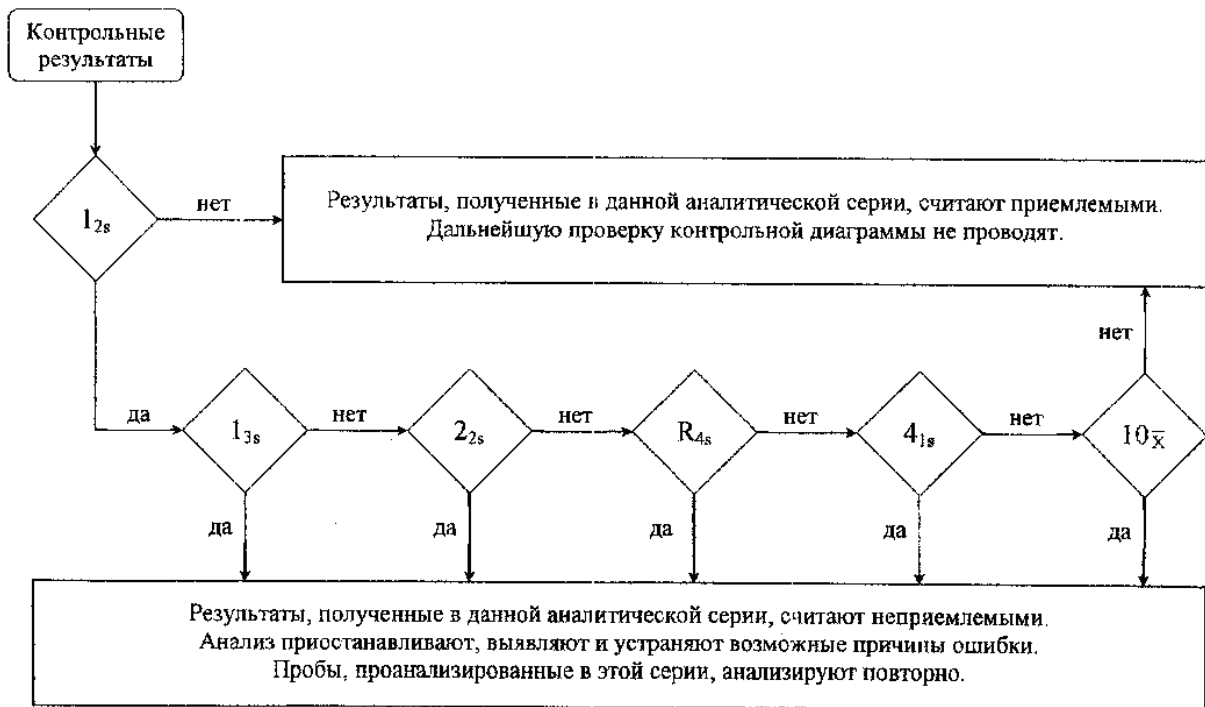 Контрольные
результаты
1₂ₛ
нет
Результаты, полученные в данной аналитической серии, считают приемлемыми.
Дальнейшую проверку контрольной диаграммы не проводят.
нет
да
1₃ₛ
нет
2₂ₛ
нет
R₄ₛ
нет
4₁ₛ
нет
10x̅
да
да
да
да
да
Результаты, полученные в данной аналитической серии, считают неприемлемыми.
Анализ приостанавливают, выявляют и устраняют возможные причины ошибки.
Пробы, проанализированные в этой серии, анализируют повторно.